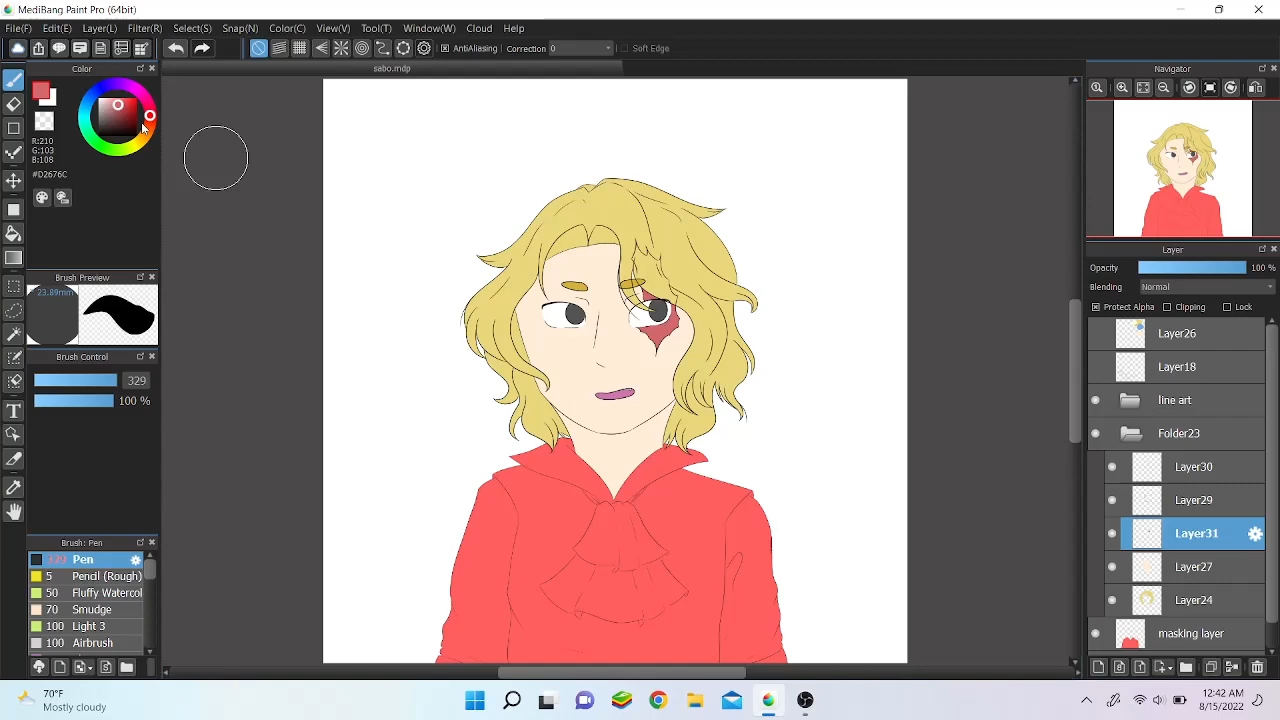 MediBang Paint Pro (64bit)
File(F) Edit(E) Layer(L) Filter(R) Select(S) Snap(N) Color(C) View(V) Tool(T) Window(W) Cloud Help
AntiAliasing Correction 0 Soft Edge
Color
sabo.mdp
Navigator
R:210
G:103
B:108
#D2676C
Brush Preview
23.89mm
Brush Control
329
100 %
Brush: Pen
329 Pen
5 Pencil (Rough)
50 Fluffy Watercol
70 Smudge
100 Light 3
100 Airbrush
Layer
Opacity 100 %
Blending Normal
Protect Alpha Clipping Lock
Layer26
Layer18
line art
Folder23
Layer30
Layer29
Layer31
Layer27
Layer24
masking layer
70°F
Mostly cloudy
12:42 AM
8/5/2022